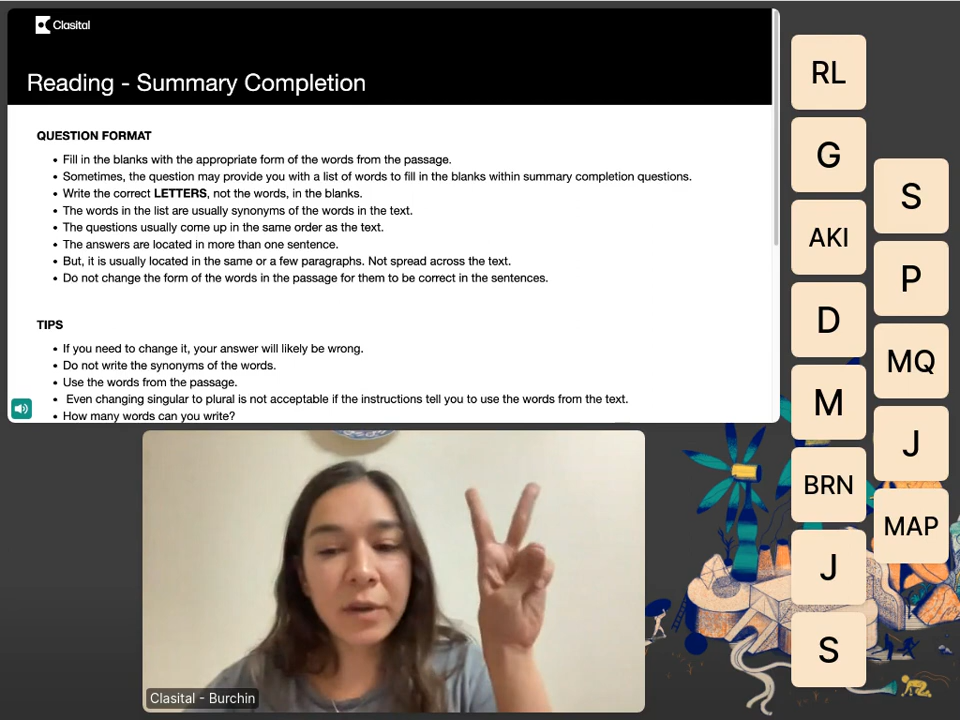 Clasital
Reading - Summary Completion
QUESTION FORMAT
• Fill in the blanks with the appropriate form of the words from the passage.
• Sometimes, the question may provide you with a list of words to fill in the blanks within summary completion questions.
• Write the correct LETTERS, not the words, in the blanks.
• The words in the list are usually synonyms of the words in the text.
• The questions usually come up in the same order as the text.
• The answers are located in more than one sentence.
• But, it is usually located in the same or a few paragraphs. Not spread across the text.
• Do not change the form of the words in the passage for them to be correct in the sentences.
TIPS
• If you need to change it, your answer will likely be wrong.
• Do not write the synonyms of the words.
• Use the words from the passage.
• Even changing singular to plural is not acceptable if the instructions tell you to use the words from the text.
• How many words can you write?
Clasital - Burchin
RL
G
AKI
D
M
BRN
J
S
S
P
MQ
J
MAP